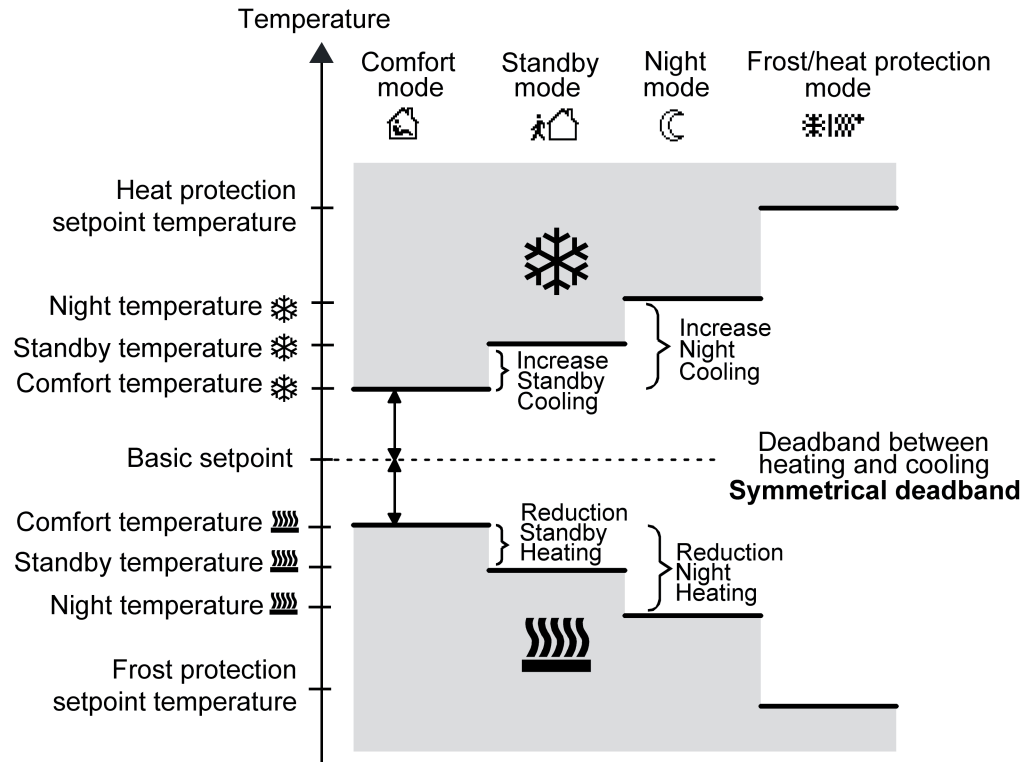 Temperature
Comfort
mode
Standby
mode
Night
mode
Frost/heat protection
mode
Heat protection
setpoint temperature
Night temperature
Standby temperature
Comfort temperature
Increase
Standby
Cooling
Increase
Night
Cooling
Basic setpoint
Deadband between
heating and cooling
Symmetrical deadband
Comfort temperature
Standby temperature
Night temperature
Reduction
Standby
Heating
Reduction
Night
Heating
Frost protection
setpoint temperature